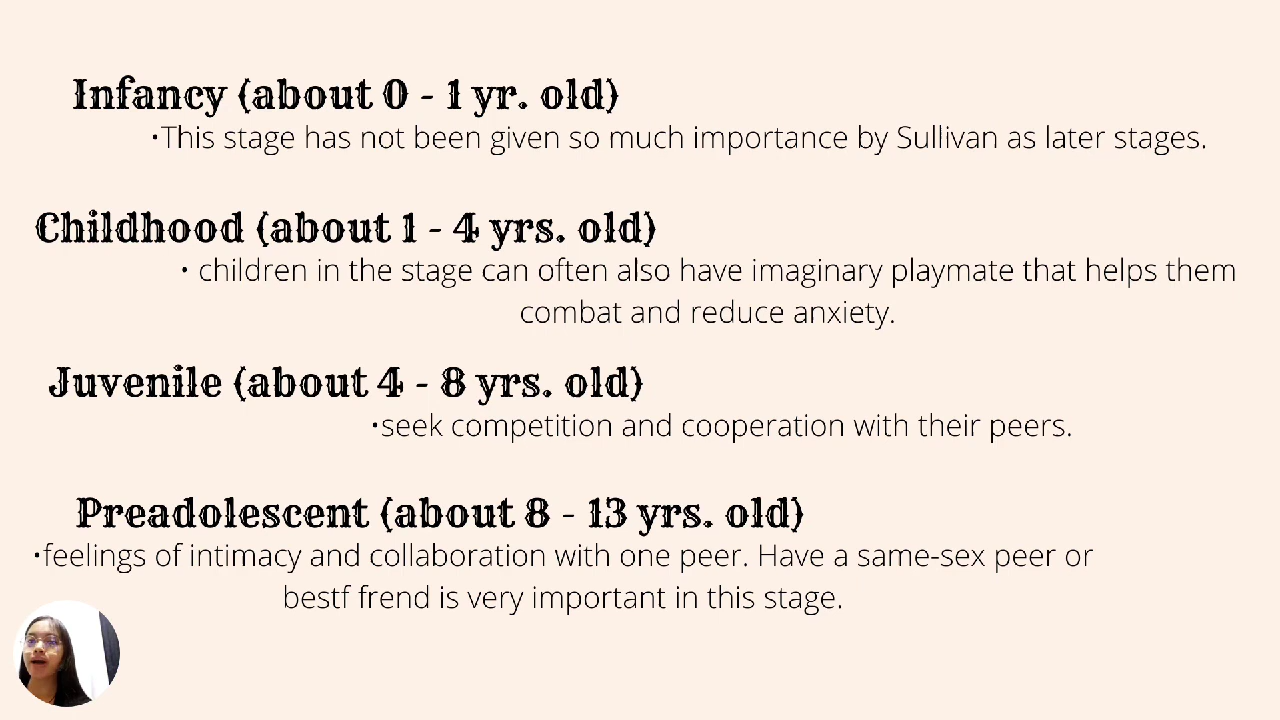 Infancy (about 0 - 1 yr. old)
•This stage has not been given so much importance by Sullivan as later stages.
Childhood (about 1 - 4 yrs. old)
• children in the stage can often also have imaginary playmate that helps them
combat and reduce anxiety.
Juvenile (about 4 - 8 yrs. old)
•seek competition and cooperation with their peers.
Preadolescent (about 8 - 13 yrs. old)
•feelings of intimacy and collaboration with one peer. Have a same-sex peer or
bestf frend is very important in this stage.